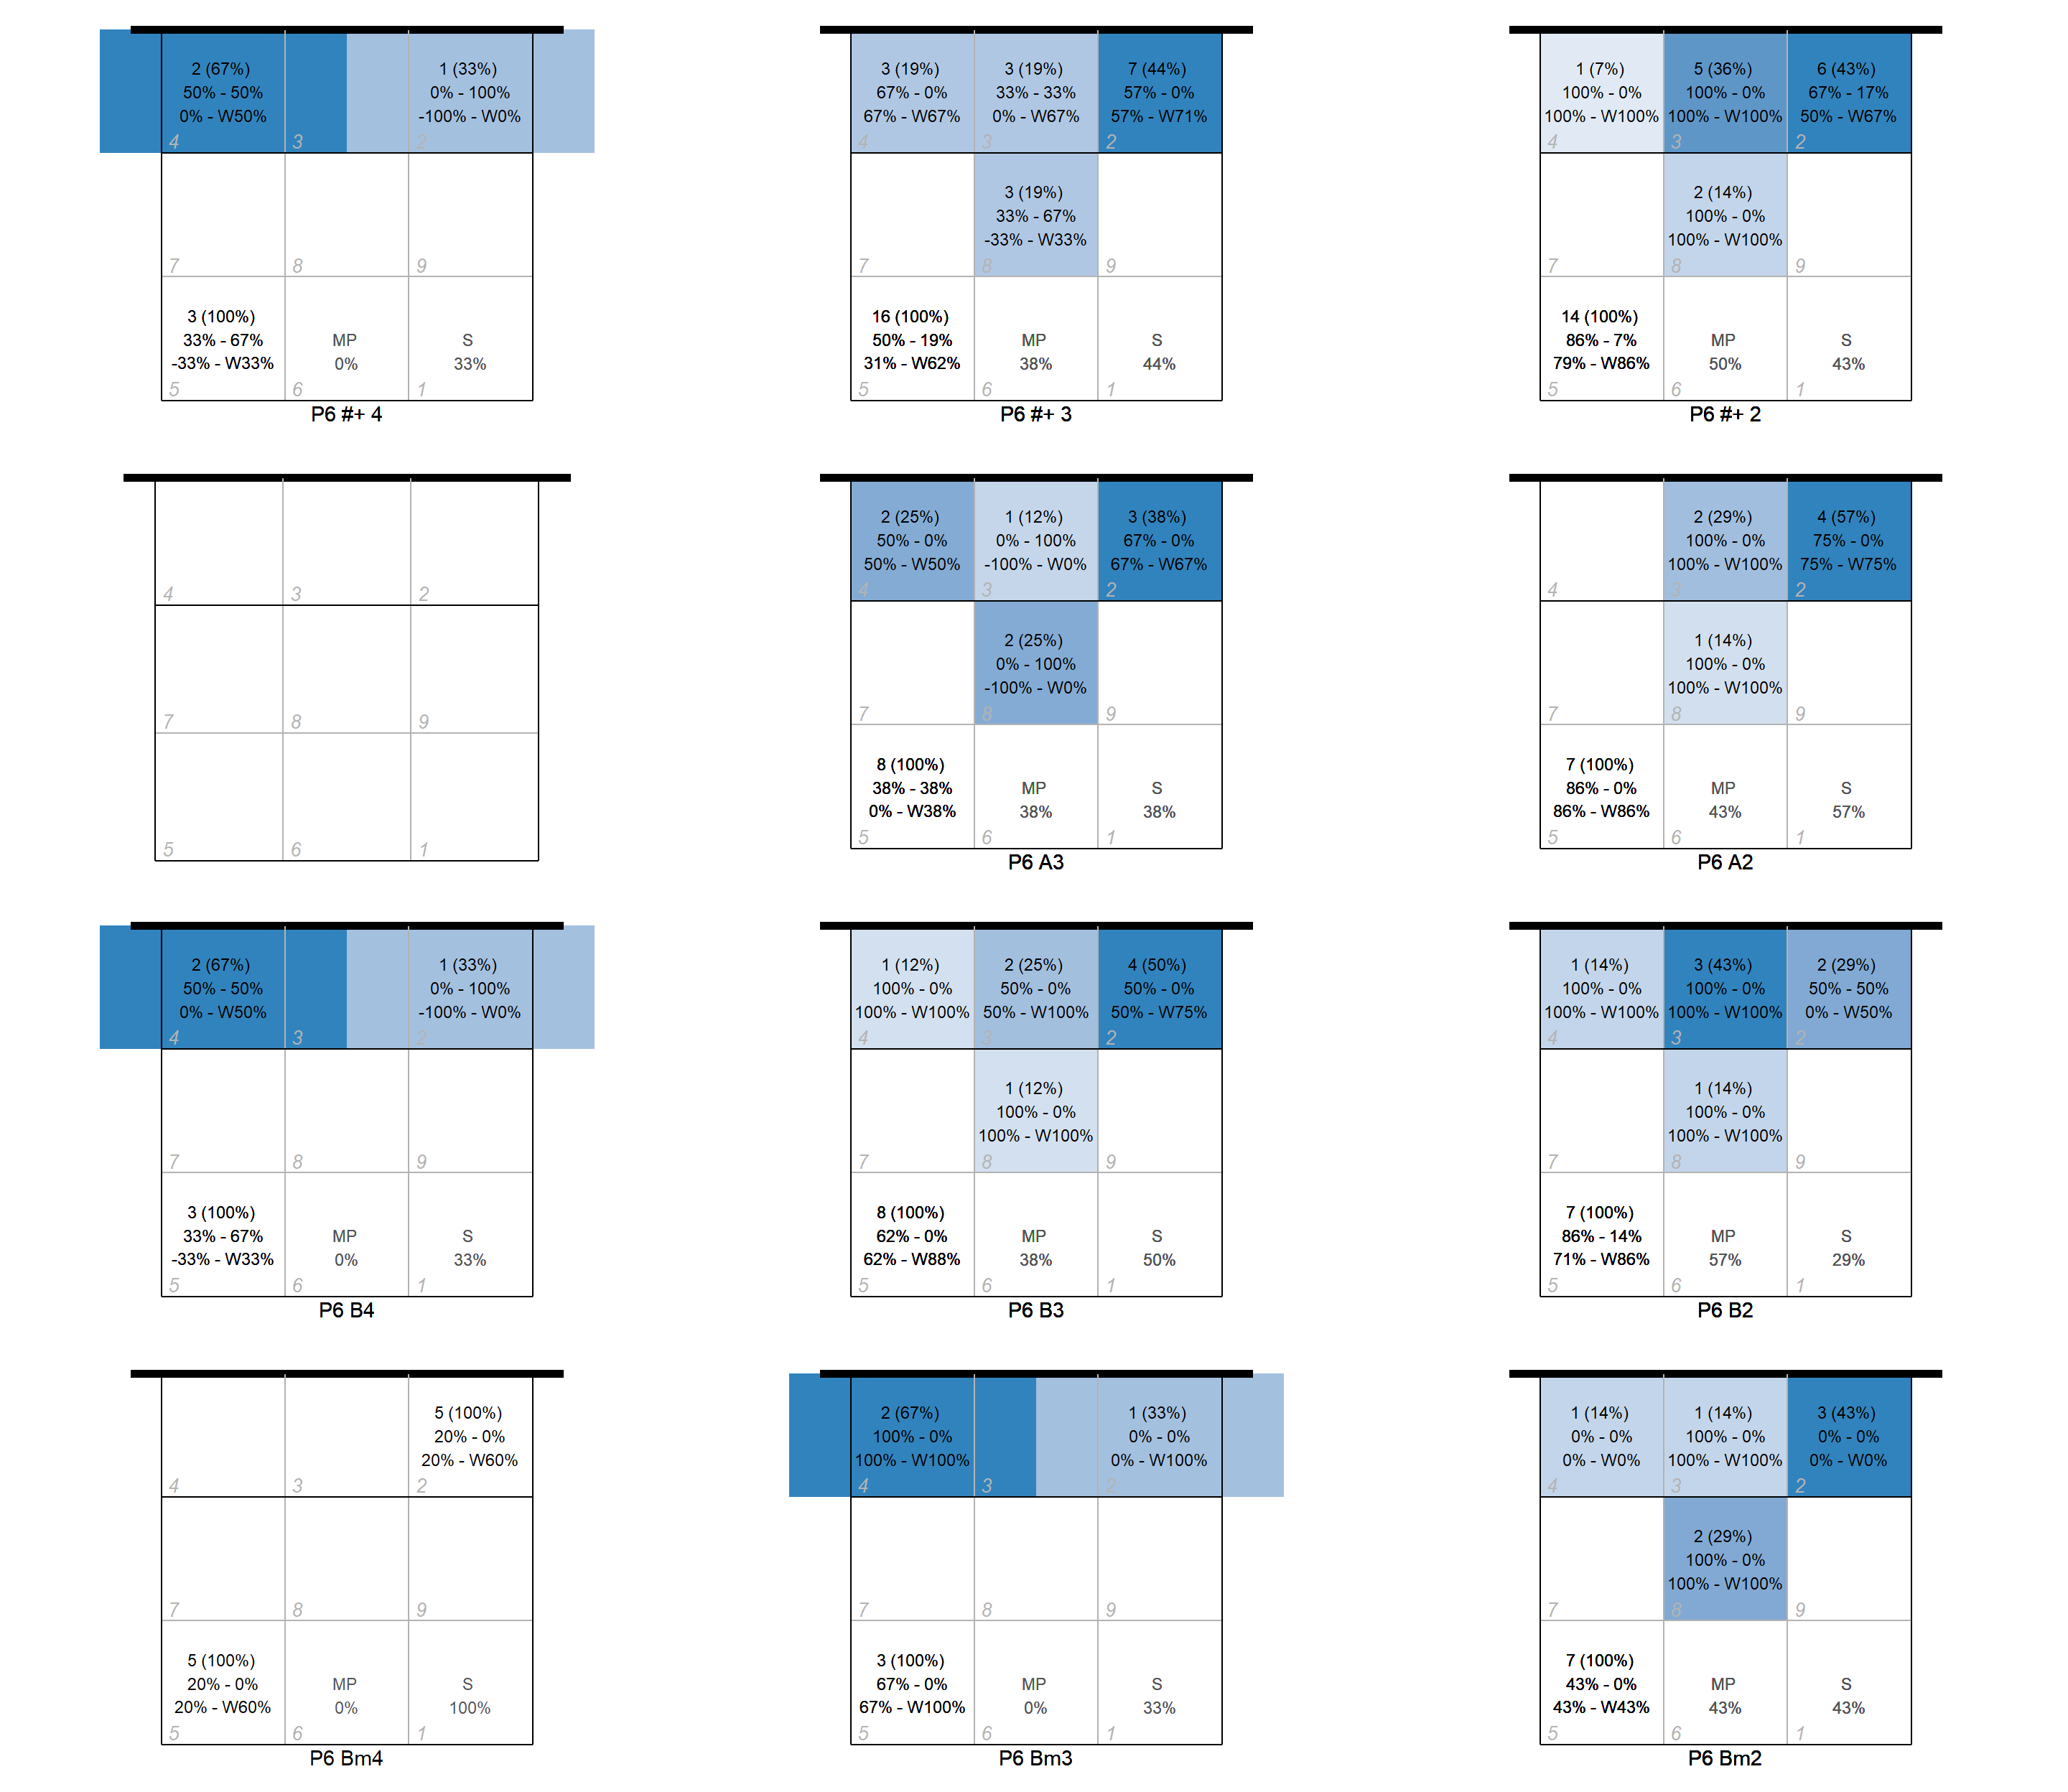 2 (67%)
50% - 50%
0% - W50%
4
3
1 (33%)
0% - 100%
-100% - W0%
2
7
8
9
3 (100%)
33% - 67%
-33% - W33%
5
MP
0%
6
S
33%
1
P6 #+ 4
3 (19%)
67% - 0%
67% - W67%
4
3 (19%)
33% - 33%
0% - W67%
3
7 (44%)
57% - 0%
57% - W71%
2
7
3 (19%)
33% - 67%
-33% - W33%
8
9
16 (100%)
50% - 19%
31% - W62%
5
MP
38%
6
S
44%
1
P6 #+ 3
1 (7%)
100% - 0%
100% - W100%
4
5 (36%)
100% - 0%
100% - W100%
3
6 (43%)
67% - 17%
50% - W67%
2
7
2 (14%)
100% - 0%
100% - W100%
8
9
14 (100%)
86% - 7%
79% - W86%
5
MP
50%
6
S
43%
1
P6 #+ 2
4
3
2
7
8
9
5
6
1
2 (25%)
50% - 0%
50% - W50%
4
1 (12%)
0% - 100%
-100% - W0%
3
3 (38%)
67% - 0%
67% - W67%
2
7
2 (25%)
0% - 100%
-100% - W0%
8
9
8 (100%)
38% - 38%
0% - W38%
5
MP
38%
6
S
38%
1
P6 A3
4
2 (29%)
100% - 0%
100% - W100%
3
4 (57%)
75% - 0%
75% - W75%
2
7
1 (14%)
100% - 0%
100% - W100%
8
9
7 (100%)
86% - 0%
86% - W86%
5
MP
43%
6
S
57%
1
P6 A2
2 (67%)
50% - 50%
0% - W50%
4
3
1 (33%)
0% - 100%
-100% - W0%
2
7
8
9
3 (100%)
33% - 67%
-33% - W33%
5
MP
0%
6
S
33%
1
P6 B4
1 (12%)
100% - 0%
100% - W100%
4
2 (25%)
50% - 0%
50% - W100%
3
4 (50%)
50% - 0%
50% - W75%
2
7
1 (12%)
100% - 0%
100% - W100%
8
9
8 (100%)
62% - 0%
62% - W88%
5
MP
38%
6
S
50%
1
P6 B3
1 (14%)
100% - 0%
100% - W100%
4
3 (43%)
100% - 0%
100% - W100%
3
2 (29%)
50% - 50%
0% - W50%
2
7
1 (14%)
100% - 0%
100% - W100%
8
9
7 (100%)
86% - 14%
71% - W86%
5
MP
57%
6
S
29%
1
P6 B2
4
3
5 (100%)
20% - 0%
20% - W60%
2
7
8
9
5 (100%)
20% - 0%
20% - W60%
5
MP
0%
6
S
100%
1
P6 Bm4
2 (67%)
100% - 0%
100% - W100%
4
3
1 (33%)
0% - 0%
0% - W100%
2
7
8
9
3 (100%)
67% - 0%
67% - W100%
5
MP
0%
6
S
33%
1
P6 Bm3
1 (14%)
0% - 0%
0% - W0%
4
1 (14%)
100% - 0%
100% - W100%
3
3 (43%)
0% - 0%
0% - W0%
2
7
2 (29%)
100% - 0%
100% - W100%
8
9
7 (100%)
43% - 0%
43% - W43%
5
MP
43%
6
S
43%
1
P6 Bm2